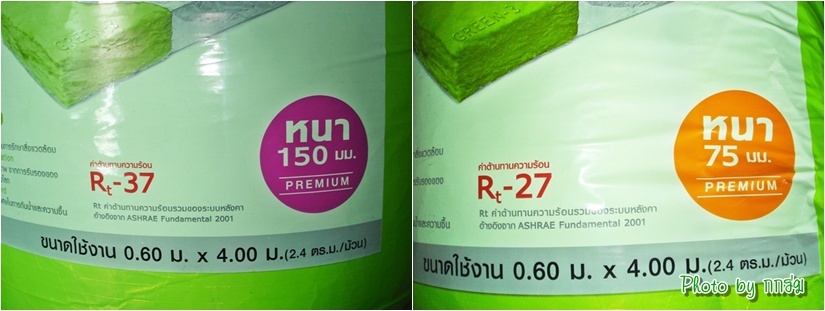 GREEN-3
หนา
150 มม.
PREMIUM
ค่าต้านทานความร้อน
Rt-37
Rt ค่าต้านทานความร้อนรวมของระบบหลังคา
อ้างอิงจาก ASHRAE Fundamental 2001
ขนาดใช้งาน 0.60 ม. x 4.00 ม.(2.4 ตร.ม./ม้วน)
GREEN
หนา
75 มม.
PREMIUM
ค่าต้านทานความร้อน
Rt-27
Rt ค่าต้านทานความร้อนรวมของระบบหลังคา
อ้างอิงจาก ASHRAE Fundamental 2001
ขนาดใช้งาน 0.60 ม. x 4.00 ม.(2.4 ตร.ม./ม้วน)
Photo by